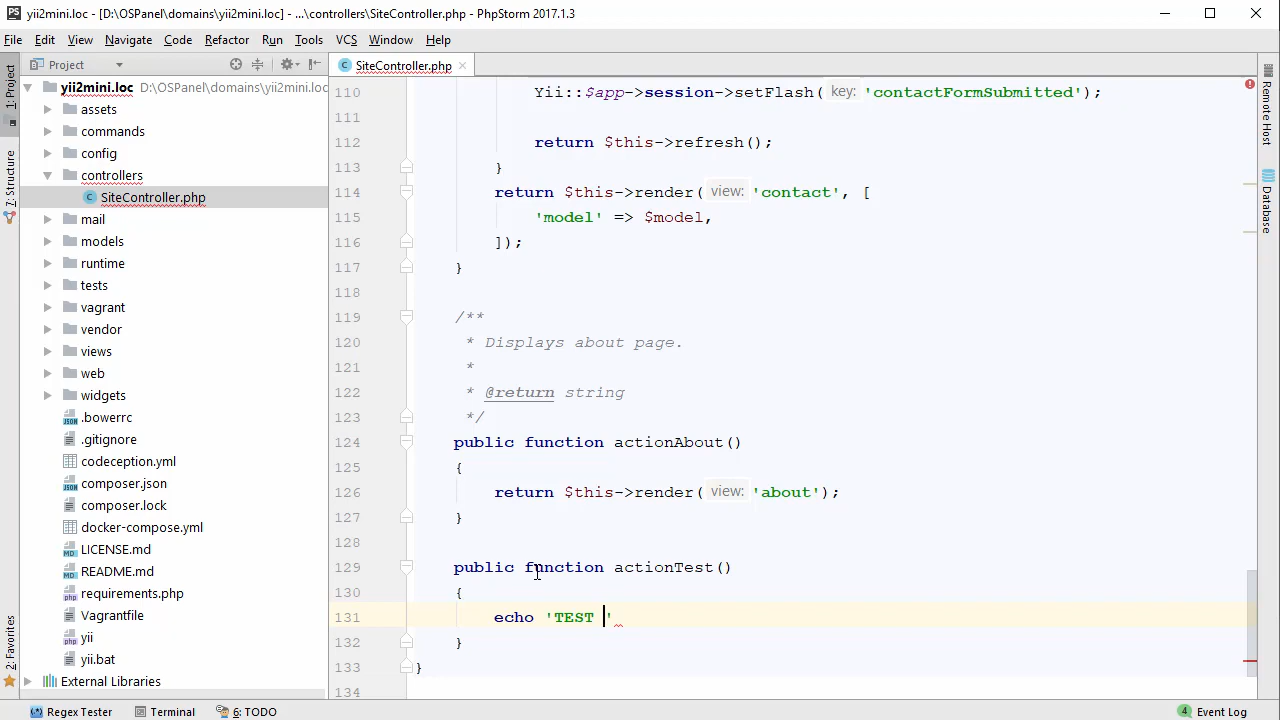 yii2mini.loc - [D:\OSPanel\domains\yii2mini.loc] - ...\controllers\SiteController.php - PhpStorm 2017.1.3
File Edit View Navigate Code Refactor Run Tools VCS Window Help
Project
SiteController.php
1: Project
7: Structure
2: Favorites
yii2mini.loc D:\OSPanel\domains\yii2mini.loc
assets
commands
config
controllers
SiteController.php
mail
models
runtime
tests
vagrant
vendor
views
web
widgets
.bowerrc
.gitignore
codeception.yml
composer.json
composer.lock
docker-compose.yml
LICENSE.md
README.md
requirements.php
Vagrantfile
yii
yii.bat
External Libraries
110 Yii::$app->session->setFlash( key: 'contactFormSubmitted');
111
112 return $this->refresh();
113 }
114 return $this->render( view: 'contact', [
115 'model' => $model,
116 ]);
117 }
118
119 /**
120 * Displays about page.
121 *
122 * @return string
123 */
124 public function actionAbout()
125 {
126 return $this->render( view: 'about');
127 }
128
129 public function actionTest()
130 {
131 echo 'TEST '
132 }
133 }
134
Remote Host
Database
Regex Tester Terminal 6: TODO 4 Event Log